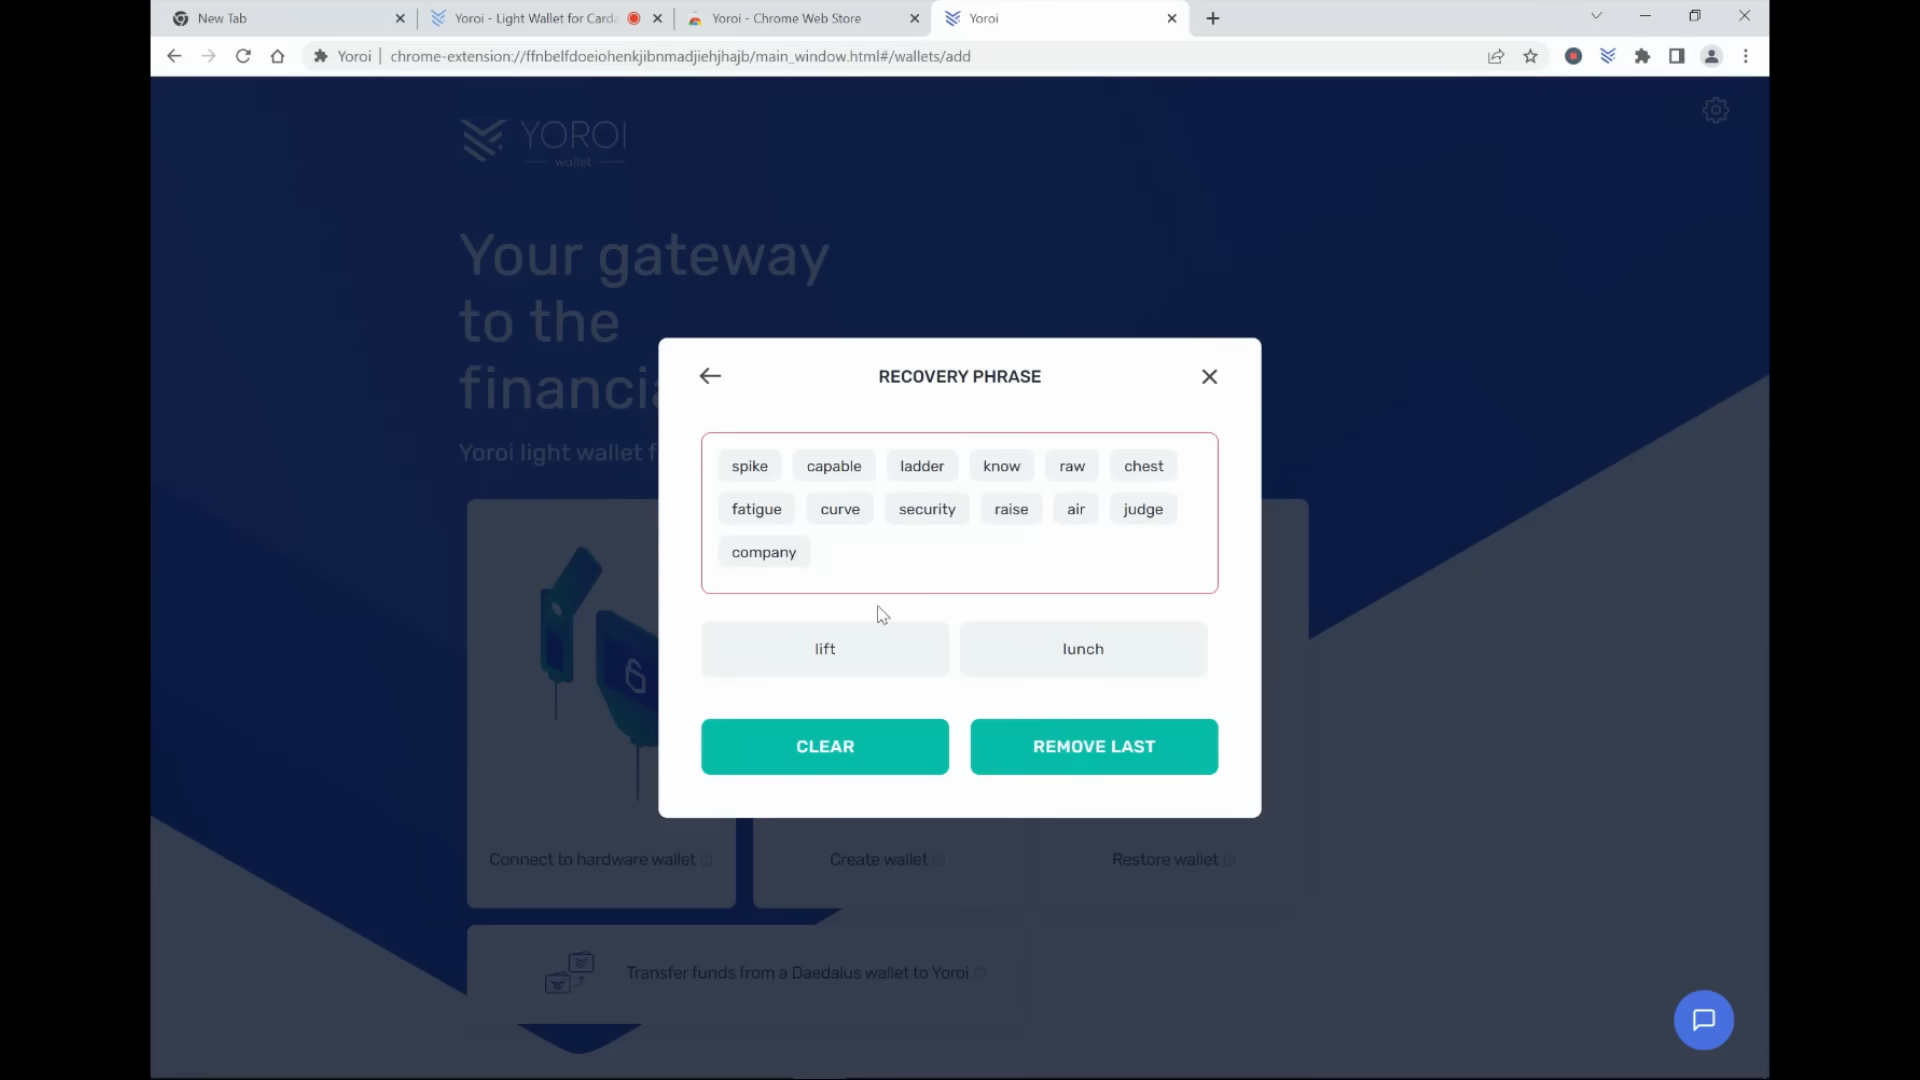 New Tab
Yoroi - Light Wallet for Carda
Yoroi - Chrome Web Store
Yoroi
Yoroi | chrome-extension://ffnbelfdoeiohenkjibnmadjiehjhajb/main_window.html#/wallets/add
YOROI
wallet
Your gateway
to the
financia
Yoroi light wallet f
RECOVERY PHRASE
spike capable ladder know raw chest
fatigue curve security raise air judge
company
lift lunch
CLEAR REMOVE LAST
Connect to hardware wallet Create wallet Restore wallet
Transfer funds from a Daedalus wallet to Yoroi